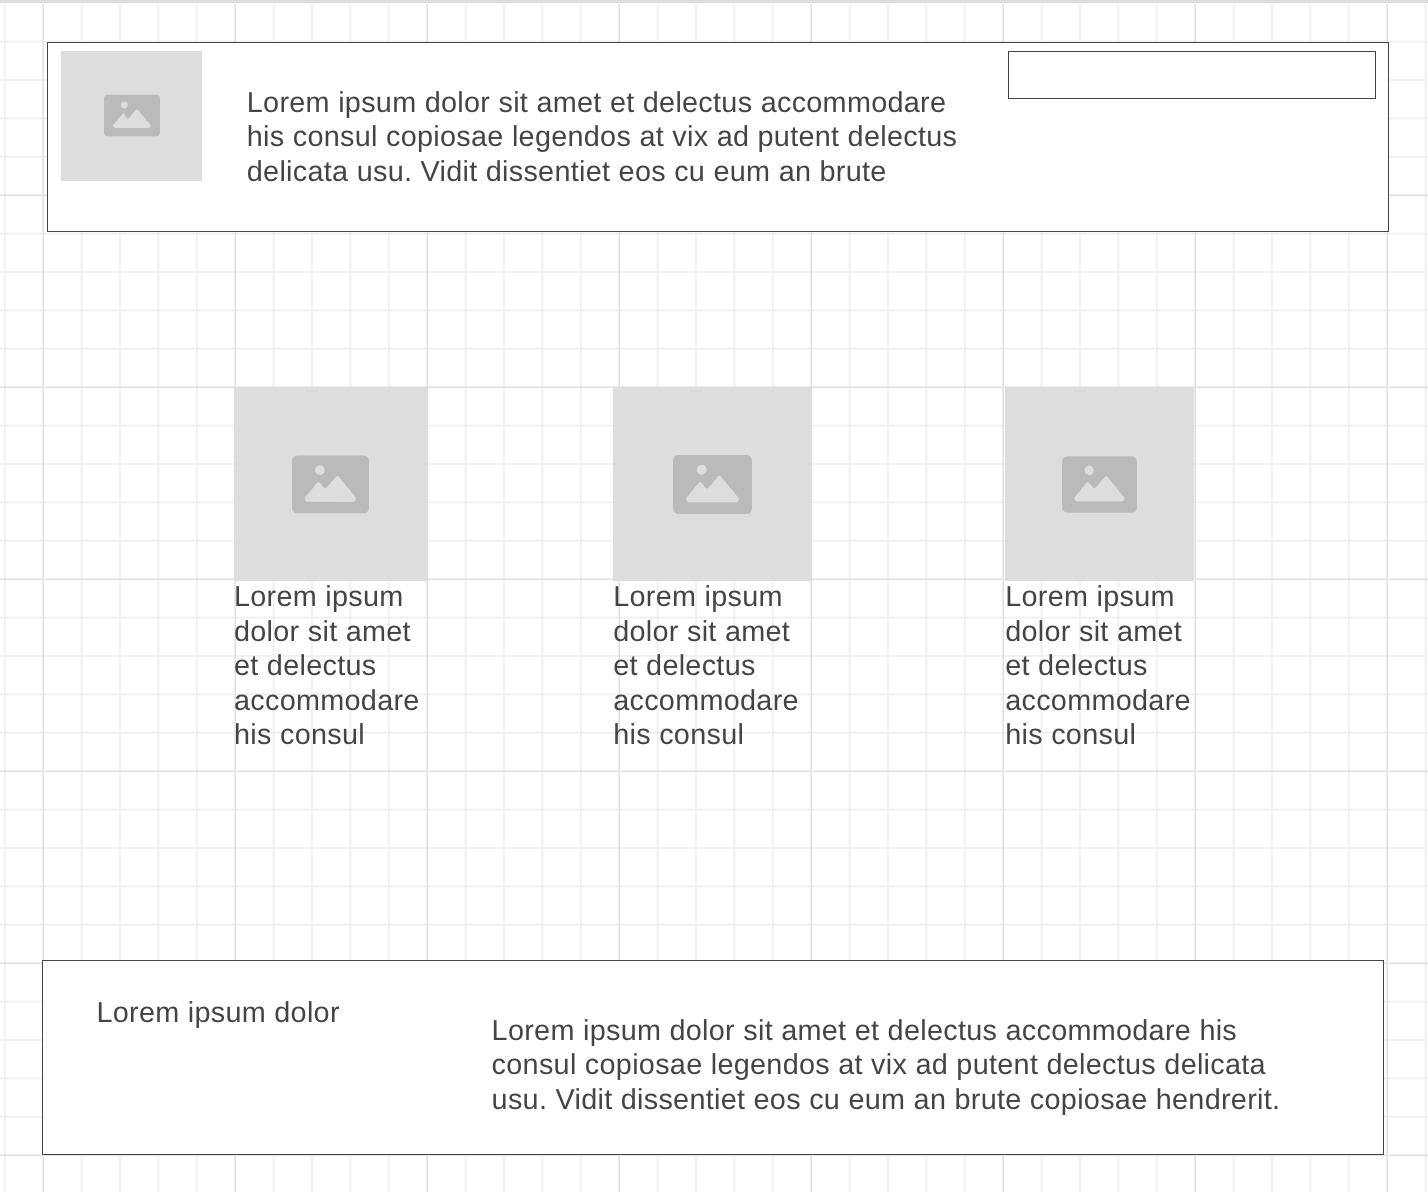 Lorem ipsum dolor sit amet et delectus accommodare
his consul copiosae legendos at vix ad putent delectus
delicata usu. Vidit dissentiet eos cu eum an brute
Lorem ipsum
dolor sit amet
et delectus
accommodare
his consul
Lorem ipsum
dolor sit amet
et delectus
accommodare
his consul
Lorem ipsum
dolor sit amet
et delectus
accommodare
his consul
Lorem ipsum dolor
Lorem ipsum dolor sit amet et delectus accommodare his
consul copiosae legendos at vix ad putent delectus delicata
usu. Vidit dissentiet eos cu eum an brute copiosae hendrerit.